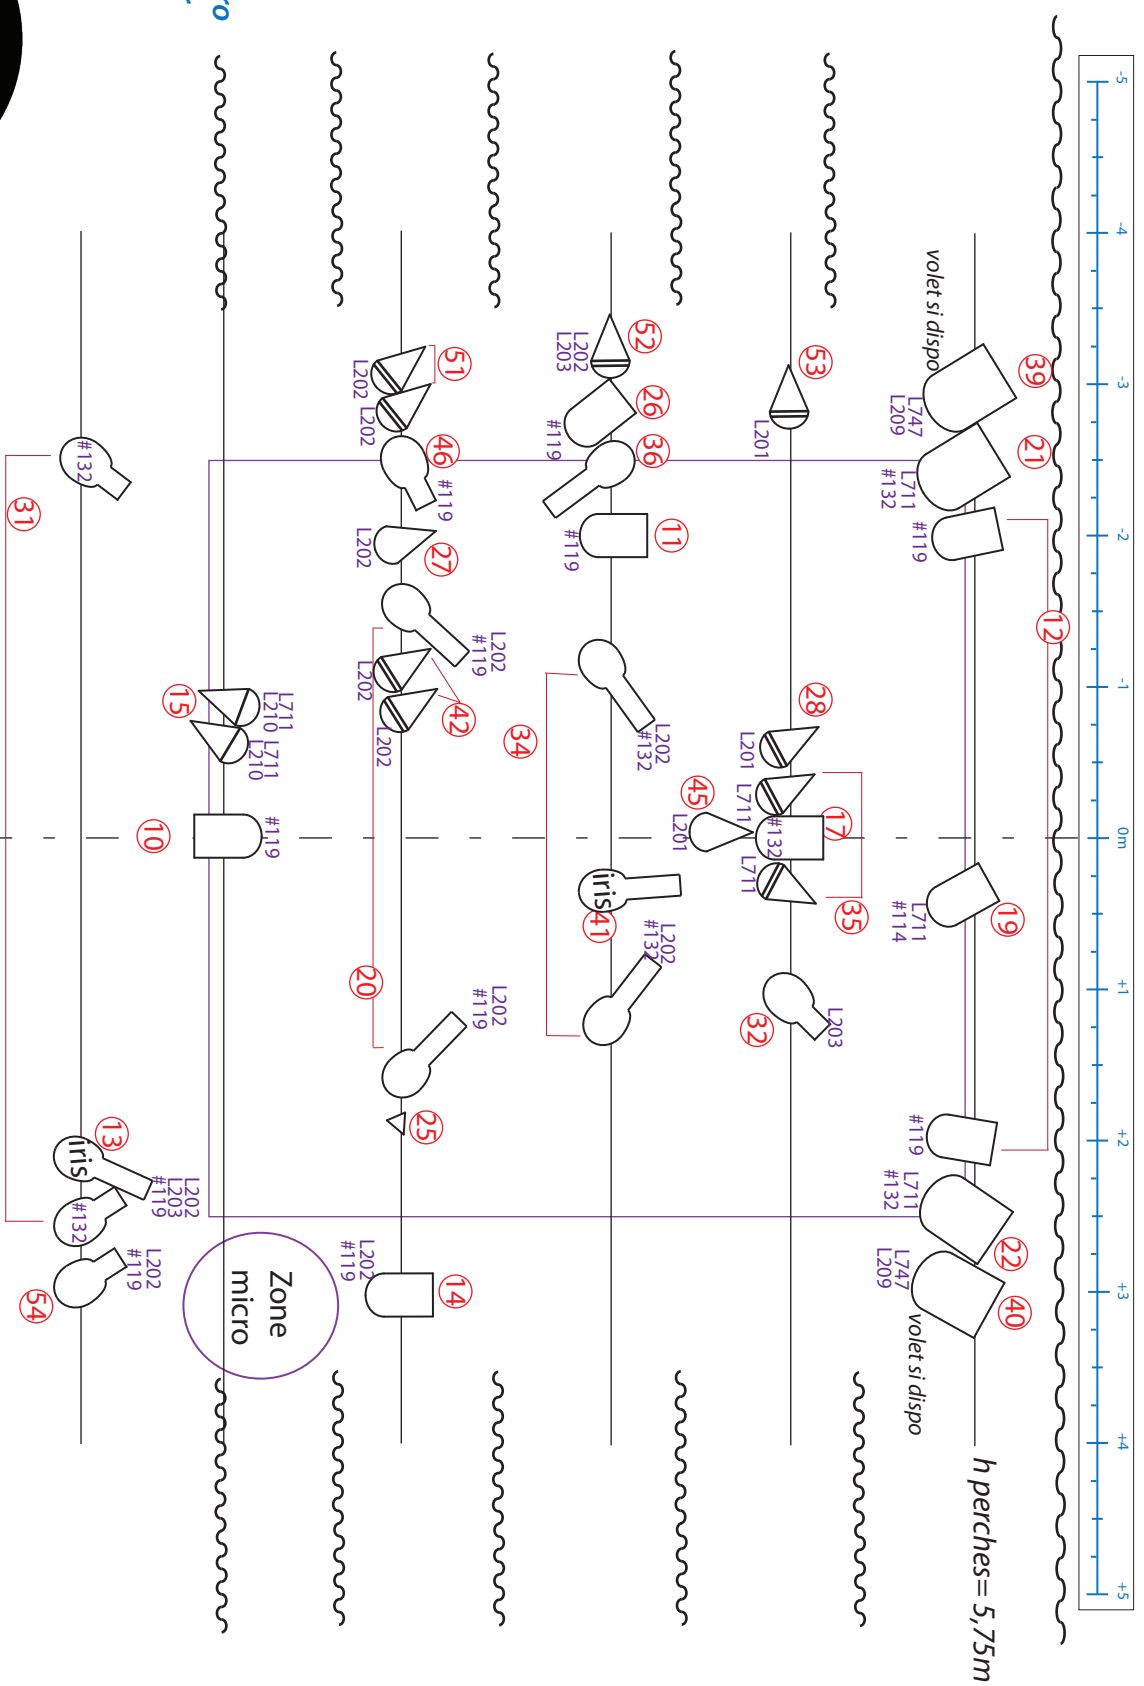 -5
-4
-3
-2
-1
0m
+1
+2
+3
+4
+5
h perches= 5,75m
volet si dispo
39
L747
L209
21
L711
#132
#119
12
19
L711
#114
#119
22
L711
#132
40
L747
L209
volet si dispo
53
L201
28
L201
L711
17
#132
45
L201
L711
35
32
L203
52
L202
L203
26
#119
36
11
#119
34
L202
#132
iris
41
L202
#132
51
L202
L202
46
#119
27
L202
L202
#119
L202
42
L202
20
L202
#119
25
14
L202
#119
15
L711
L210
L711
L210
10
#119
Zone
micro
31
#132
13
iris
L202
L203
#119
#132
54
L202
#119
ro